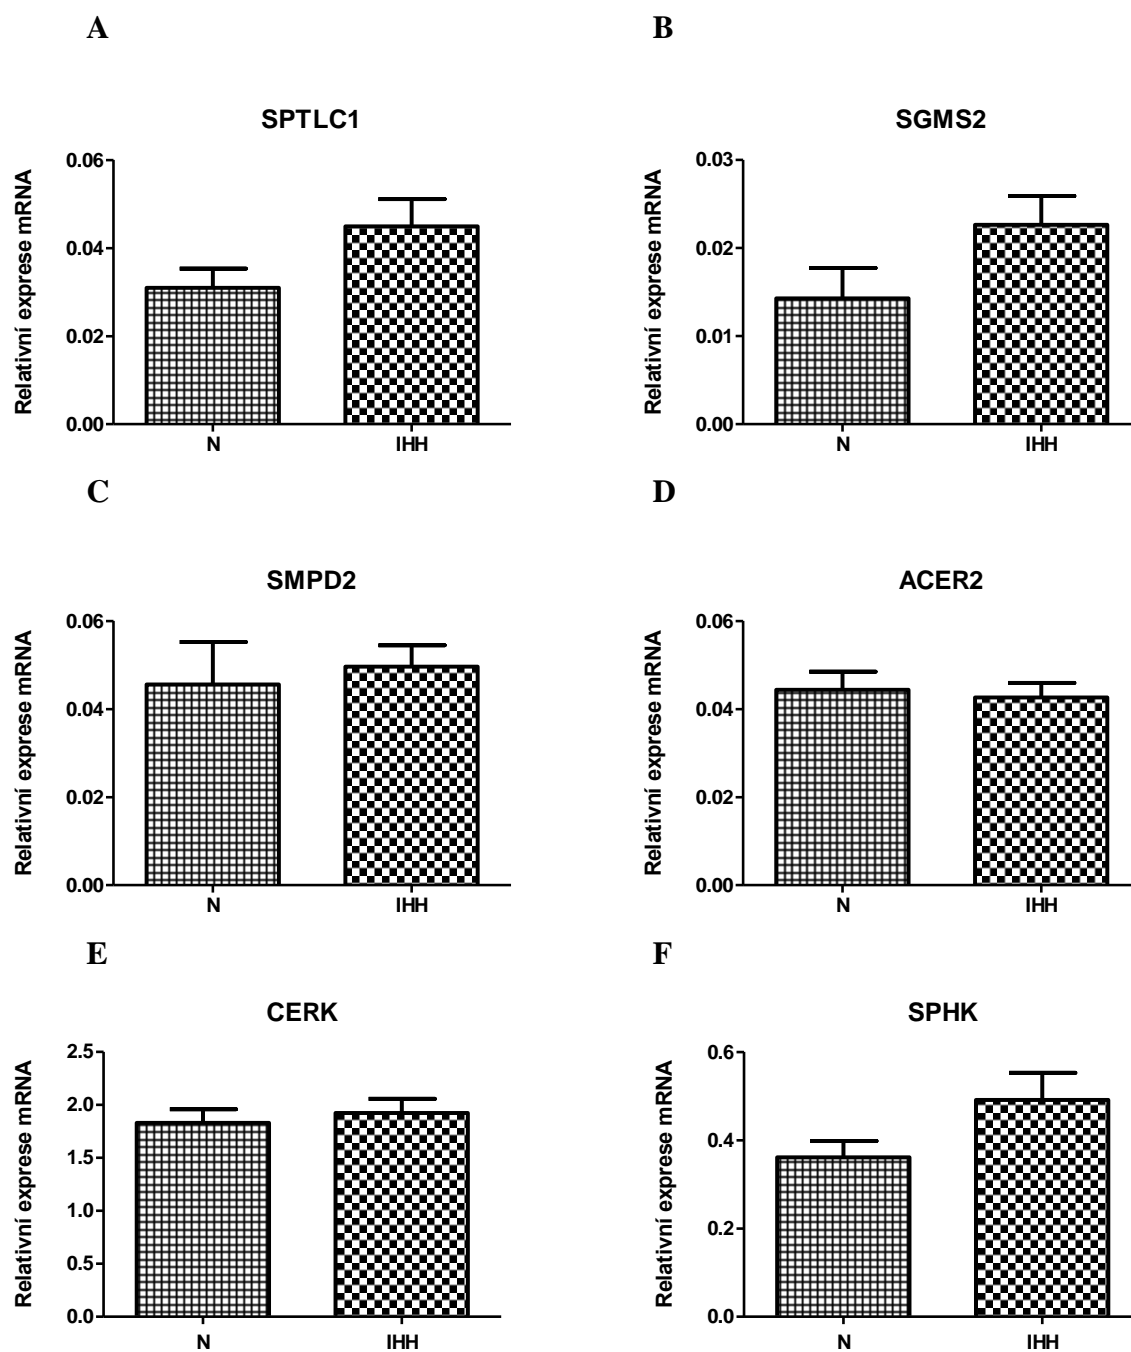 A
SPTLC1
Relativní exprese mRNA
0.06
0.04
0.02
0.00
N
IHH
B
SGMS2
Relativní exprese mRNA
0.03
0.02
0.01
0.00
N
IHH
C
SMPD2
Relativní exprese mRNA
0.06
0.04
0.02
0.00
N
IHH
D
ACER2
Relativní exprese mRNA
0.06
0.04
0.02
0.00
N
IHH
E
CERK
Relativní exprese mRNA
2.5
2.0
1.5
1.0
0.5
0.0
N
IHH
F
SPHK
Relativní exprese mRNA
0.6
0.4
0.2
0.0
N
IHH